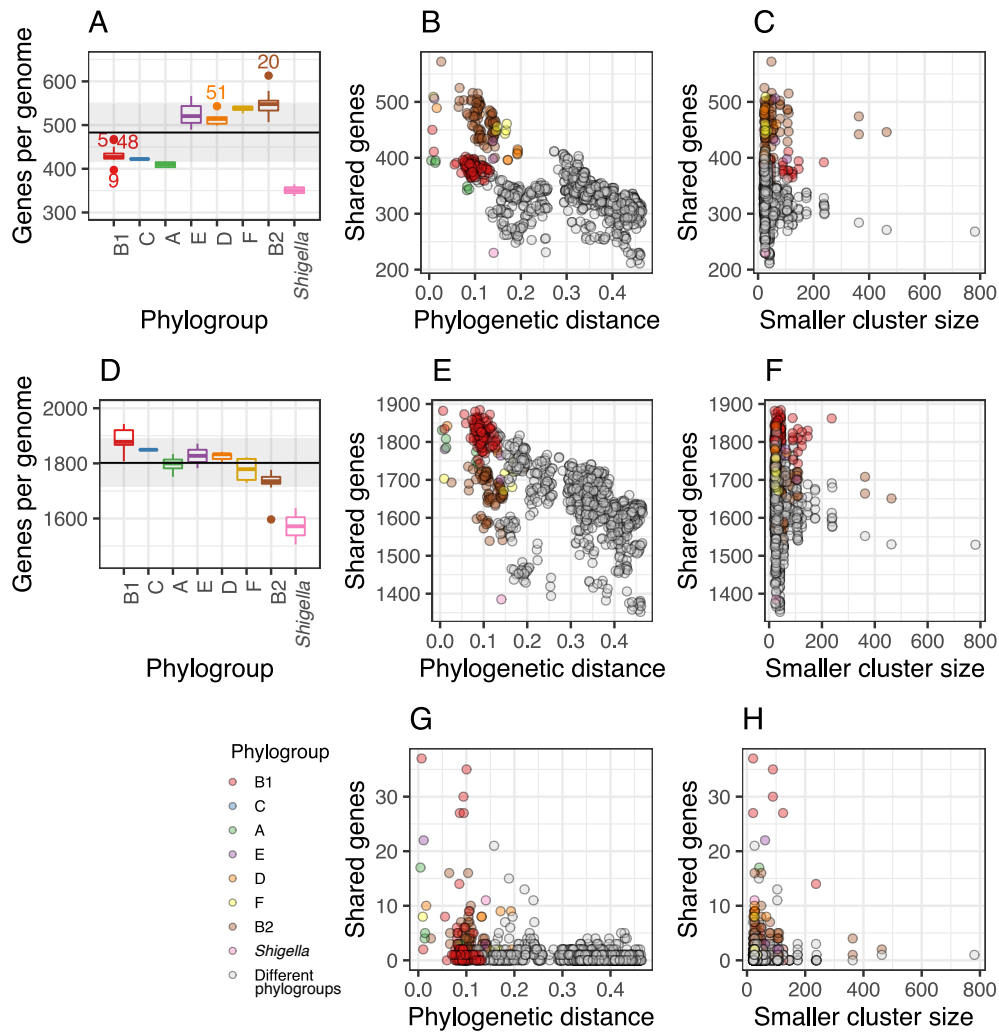 A
B
C
Genes per genome
600
500
400
300
5
48
9
51
20
B1
C
A
E
D
F
B2
Shigella
Phylogroup
Shared genes
500
400
300
200
0.0
0.1
0.2
0.3
0.4
Phylogenetic distance
Shared genes
500
400
300
200
0
200
400
600
800
Smaller cluster size
D
E
F
Genes per genome
2000
1800
1600
B1
C
A
E
D
F
B2
Shigella
Phylogroup
Shared genes
1900
1800
1700
1600
1500
1400
0.0
0.1
0.2
0.3
0.4
Phylogenetic distance
Shared genes
1900
1800
1700
1600
1500
1400
0
200
400
600
800
Smaller cluster size
G
H
Phylogroup
B1
C
A
E
D
F
B2
Shigella
Different
phylogroups
Shared genes
30
20
10
0
0.0
0.1
0.2
0.3
0.4
Phylogenetic distance
Shared genes
30
20
10
0
0
200
400
600
800
Smaller cluster size